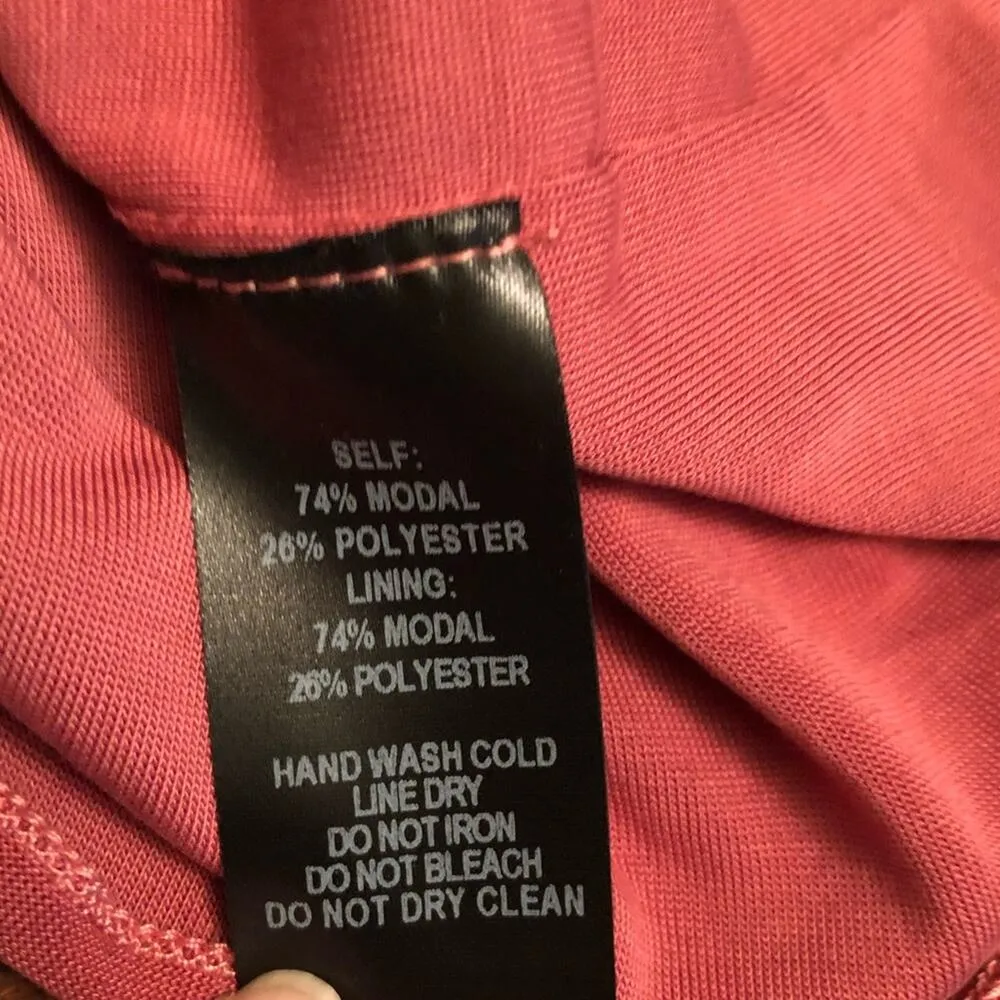 SELF:
74% MODAL
26% POLYESTER
LINING:
74% MODAL
26% POLYESTER
HAND WASH COLD
LINE DRY
DO NOT IRON
DO NOT BLEACH
DO NOT DRY CLEAN